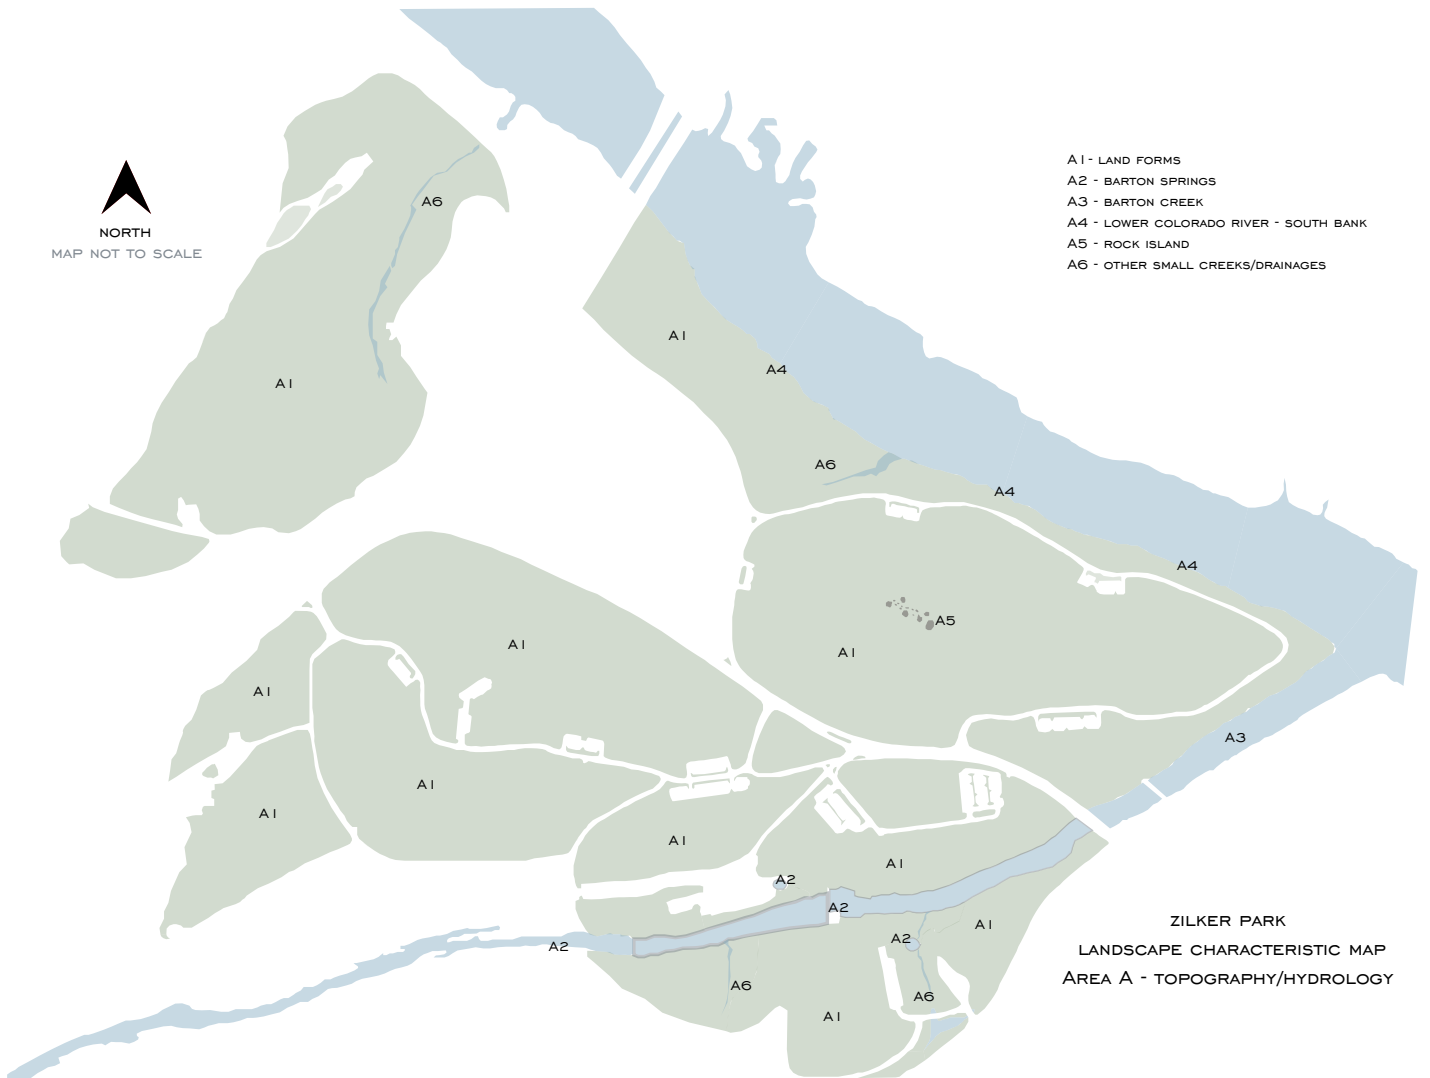 A1- LAND FORMS
A2 - BARTON SPRINGS
A3 - BARTON CREEK
A4 - LOWER COLORADO RIVER - SOUTH BANK
A5 - ROCK ISLAND
A6 - OTHER SMALL CREEKS/DRAINAGES
NORTH
MAP NOT TO SCALE
A6
A1
A4
A1
A6
A4
A4
A5
A1
A1
A1
A3
A1
A1
A1
A1
A2
A2
A1
A2
A2
A6
A6
A1
ZILKER PARK
LANDSCAPE CHARACTERISTIC MAP
AREA A - TOPOGRAPHY/HYDROLOGY